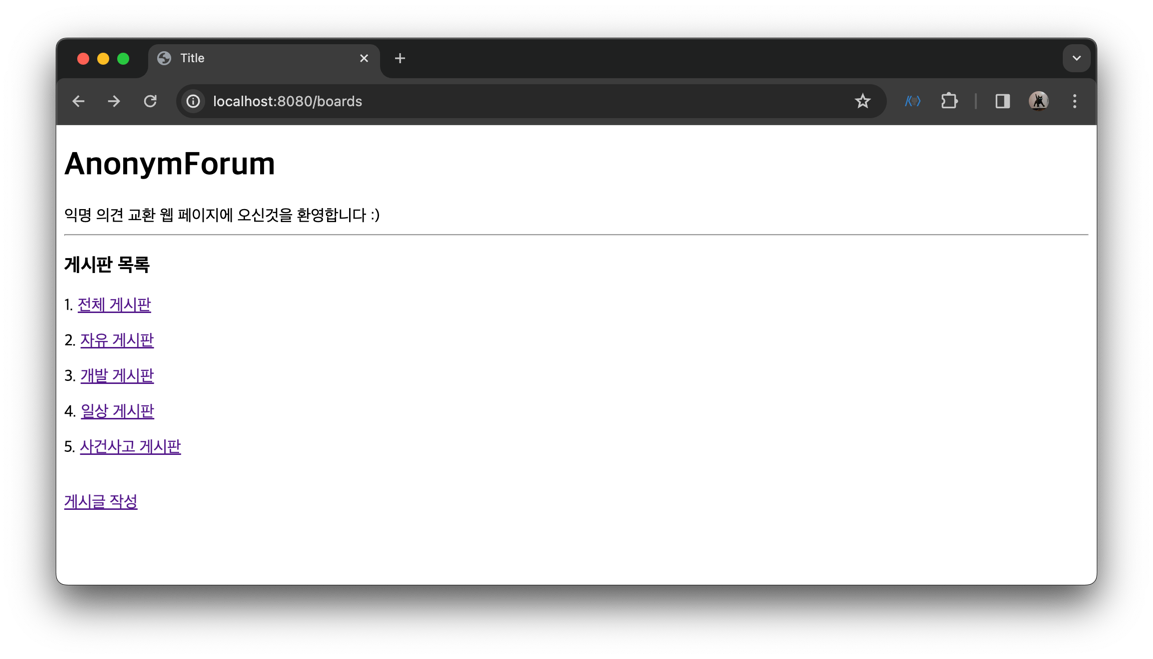 Title
localhost:8080/boards
AnonymForum
익명 의견 교환 웹 페이지에 오신것을 환영합니다 :)
게시판 목록
1. 전체 게시판
2. 자유 게시판
3. 개발 게시판
4. 일상 게시판
5. 사건사고 게시판
게시글 작성